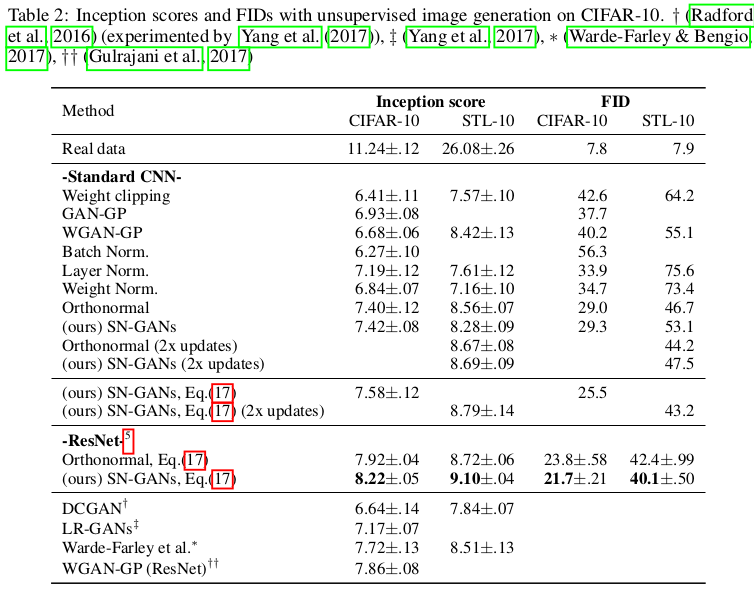 Table 2: Inception scores and FIDs with unsupervised image generation on CIFAR-10. † (Radford
et al., 2016) (experimented by Yang et al. (2017)), ‡ (Yang et al., 2017), ∗ (Warde-Farley & Bengio,
2017), †† (Gulrajani et al., 2017)
Method Inception score FID
CIFAR-10 STL-10 CIFAR-10 STL-10
Real data 11.24±.12 26.08±.26 7.8 7.9
-Standard CNN-
Weight clipping 6.41±.11 7.57±.10 42.6 64.2
GAN-GP 6.93±.08 37.7
WGAN-GP 6.68±.06 8.42±.13 40.2 55.1
Batch Norm. 6.27±.10 56.3
Layer Norm. 7.19±.12 7.61±.12 33.9 75.6
Weight Norm. 6.84±.07 7.16±.10 34.7 73.4
Orthonormal 7.40±.12 8.56±.07 29.0 46.7
(ours) SN-GANs 7.42±.08 8.28±.09 29.3 53.1
Orthonormal (2x updates) 8.67±.08 44.2
(ours) SN-GANs (2x updates) 8.69±.09 47.5
(ours) SN-GANs, Eq.(17) 7.58±.12 25.5
(ours) SN-GANs, Eq.(17) (2x updates) 8.79±.14 43.2
-ResNet-5
Orthonormal, Eq.(17) 7.92±.04 8.72±.06 23.8±.58 42.4±.99
(ours) SN-GANs, Eq.(17) 8.22±.05 9.10±.04 21.7±.21 40.1±.50
DCGAN† 6.64±.14 7.84±.07
LR-GANs‡ 7.17±.07
Warde-Farley et al.∗ 7.72±.13 8.51±.13
WGAN-GP (ResNet)†† 7.86±.08